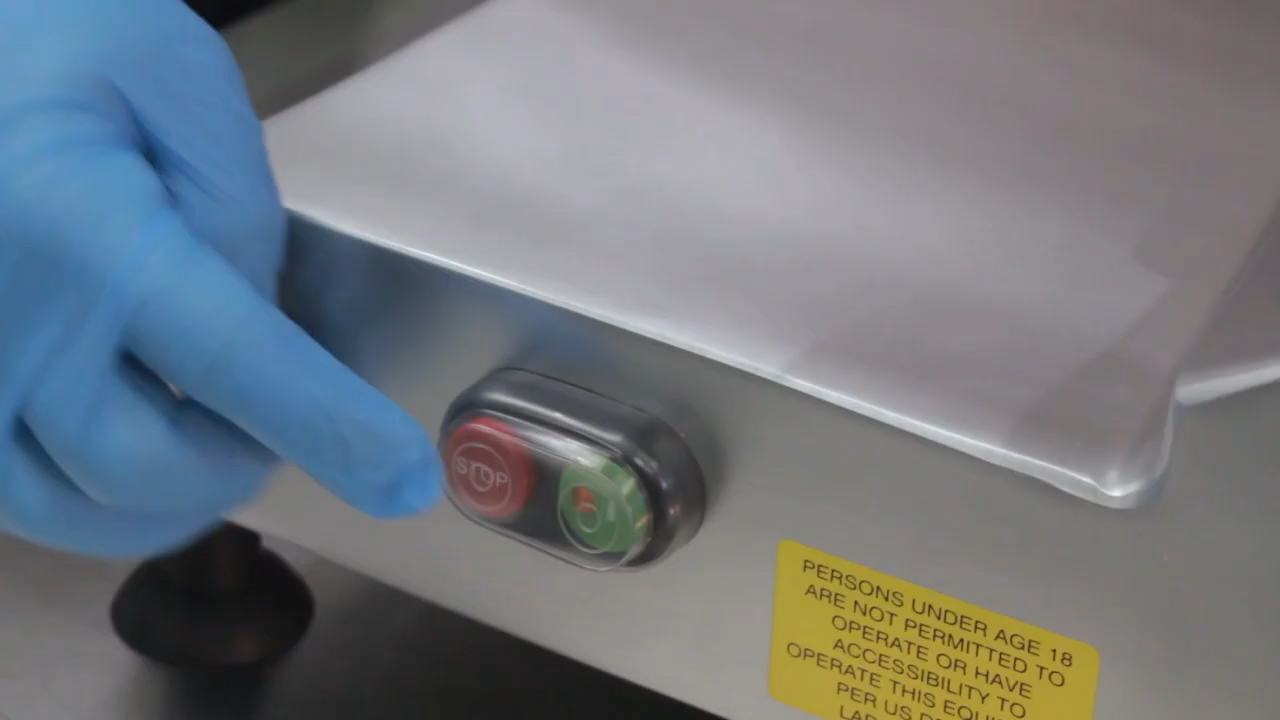 STOP
PERSONS UNDER AGE 18
ARE NOT PERMITTED TO
OPERATE OR HAVE
ACCESSIBILITY TO
OPERATE THIS
PER US